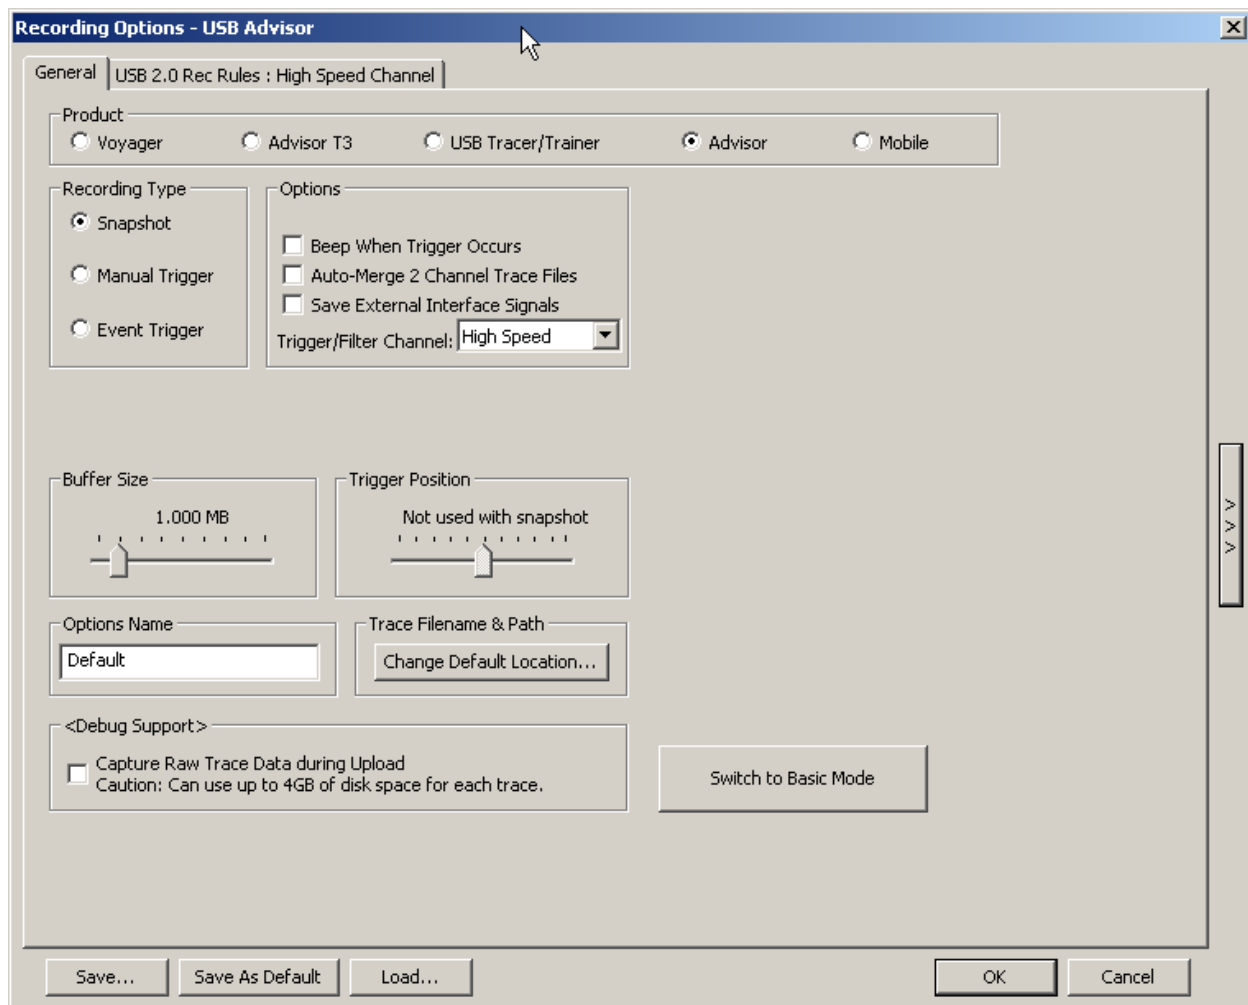 Recording Options - USB Advisor
General
USB 2.0 Rec Rules : High Speed Channel
Product
Voyager
Advisor T3
USB Tracer/Trainer
Advisor
Mobile
Recording Type
Snapshot
Manual Trigger
Event Trigger
Options
Beep When Trigger Occurs
Auto-Merge 2 Channel Trace Files
Save External Interface Signals
Trigger/Filter Channel: High Speed
Buffer Size
1.000 MB
Trigger Position
Not used with snapshot
>
>
>
Options Name
Default
Trace Filename & Path
Change Default Location...
<Debug Support>
Capture Raw Trace Data during Upload
Caution: Can use up to 4GB of disk space for each trace.
Switch to Basic Mode
Save...
Save As Default
Load...
OK
Cancel